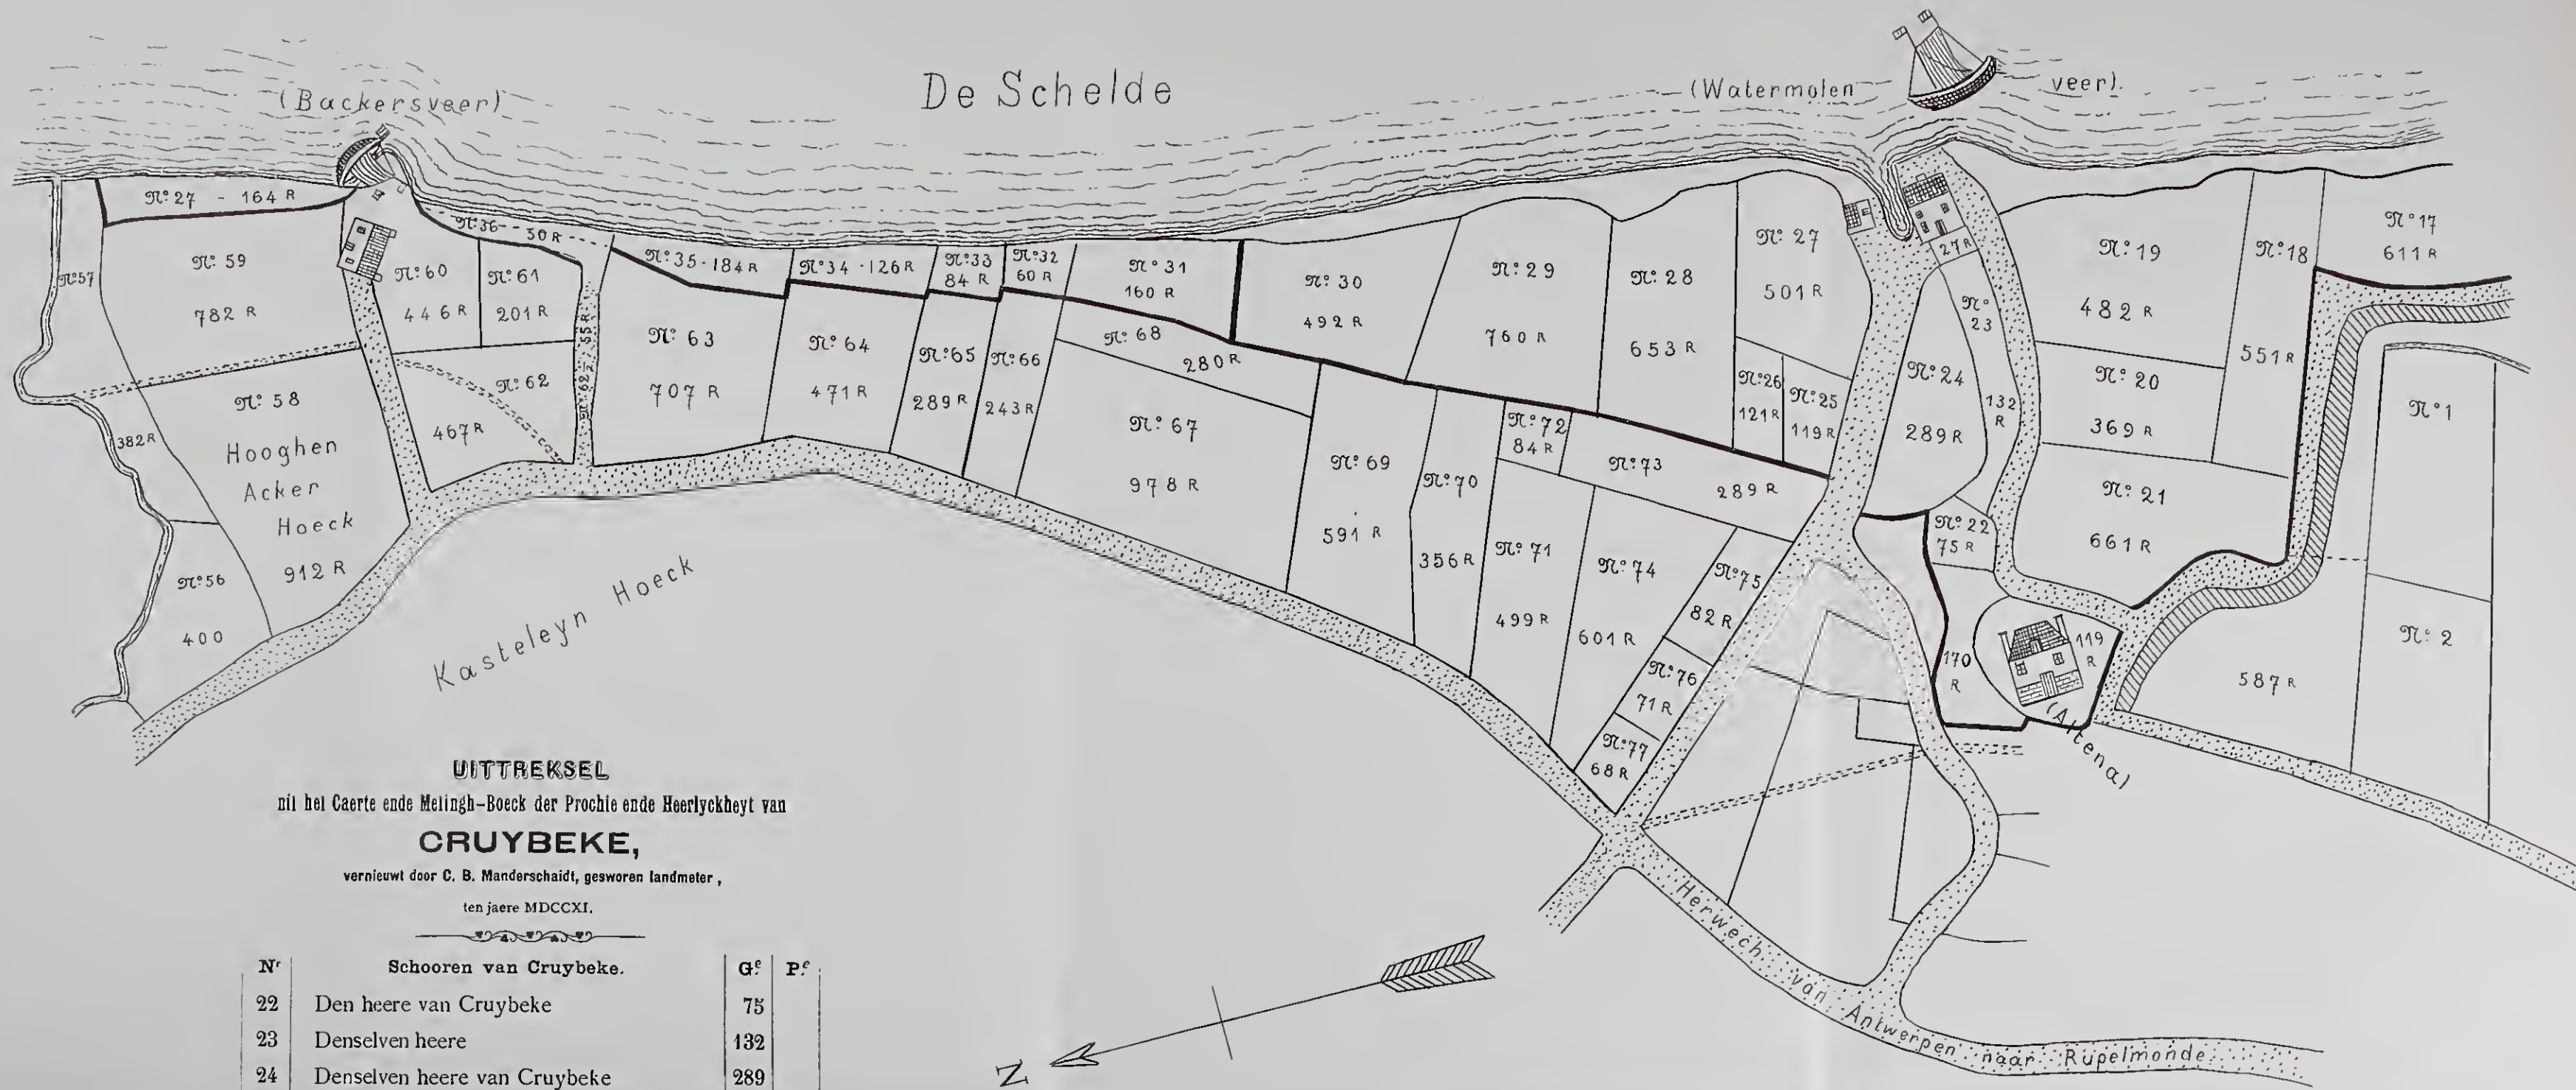 De Schelde
(Backersveer)
(Watermolen veer).
Nº 27 - 164 R
Nº 57
Nº 59
782 R
Nº 60
446 R
Nº 61
201 R
Nº 36 - 50 R
Nº 62
467 R
Nº 62 55 R
Nº 58
Hooghen
Acker
Hoeck
912 R
382 R
Nº 56
400
Nº 35 - 184 R
Nº 34 - 126 R
Nº 33
84 R
Nº 32
60 R
Nº 31
160 R
Nº 63
707 R
Nº 64
471 R
Nº 65
289 R
Nº 66
243 R
Nº 68
280 R
Nº 67
978 R
Nº 30
492 R
Nº 29
760 R
Nº 28
653 R
Nº 27
501 R
Nº 26
121 R
Nº 25
119 R
Nº 69
591 R
Nº 70
356 R
Nº 72
84 R
Nº 73
289 R
Nº 71
499 R
Nº 74
601 R
Nº 75
82 R
Nº 76
71 R
Nº 77
68 R
27 R
Nº
23
132
R
Nº 24
289 R
Nº 22
75 R
170
R
119
R
(Altena)
Nº 19
482 R
Nº 18
551 R
Nº 17
611 R
Nº 20
369 R
Nº 21
661 R
Nº 1
Nº 2
587 R
Kasteleyn Hoeck
Herwech van Antwerpen naar Rupelmonde
N
UITTREKSEL
nil hel Caerte ende Melingh-Boeck der Prochie ende Heerlyckheyt van
CRUYBEKE,
vernieuwt door C. B. Manderschaidt, gesworen landmeter,
ten jaere MDCCXI.
Nr Schooren van Cruybeke. G.e P.e
22 Den heere van Cruybeke 75
23 Denselven heere 132
24 Denselven heere van Cruybeke 289